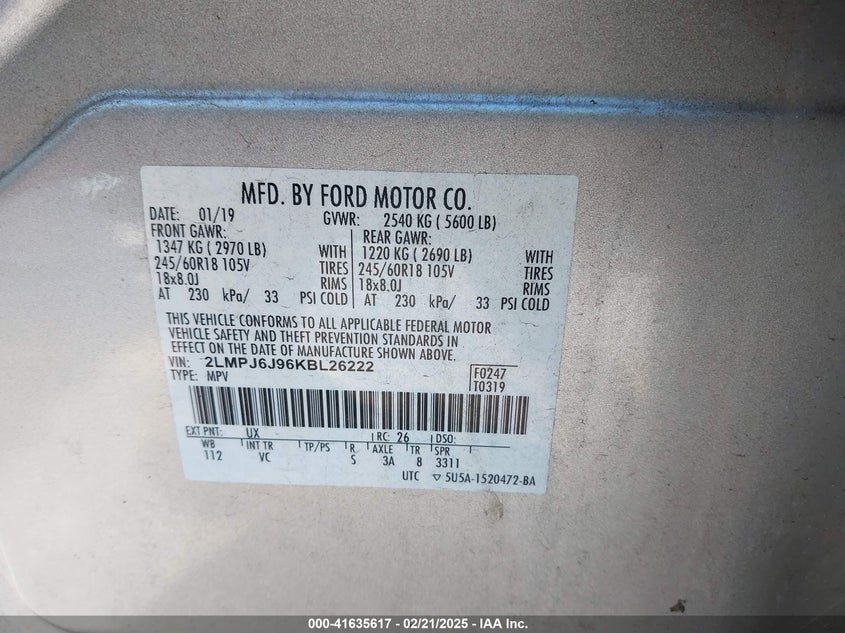 MFD. BY FORD MOTOR CO.
DATE: 01/19 GVWR: 2540 KG ( 5600 LB)
FRONT GAWR: REAR GAWR:
1347 KG ( 2970 LB) WITH 1220 KG ( 2690 LB) WITH
245/60R18 105V TIRES 245/60R18 105V TIRES
18x8.0J RIMS 18x8.0J RIMS
AT 230 kPa/ 33 PSI COLD AT 230 kPa/ 33 PSI COLD
THIS VEHICLE CONFORMS TO ALL APPLICABLE FEDERAL MOTOR
VEHICLE SAFETY AND THEFT PREVENTION STANDARDS IN
EFFECT ON THE DATE OF MANUFACTURE SHOWN ABOVE.
VIN: 2LMPJ6J96KBL26222 F0247
TYPE: MPV T0319
EXT PNT: UX RC: 26 DSO:
WB INT TR TP/PS R AXLE TR SPR
112 VC S 3A 8 3311
UTC ▽ 5U5A-1520472-BA
000-41635617 - 02/21/2025 - IAA Inc.